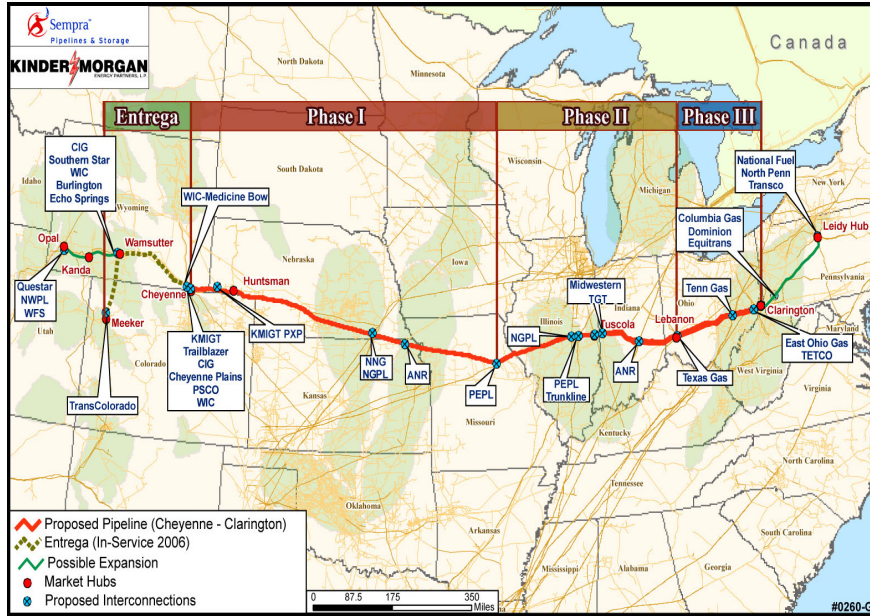 Sempra™
Pipelines & Storage
KINDER MORGAN
ENERGY PARTNERS, L.P.
Canada
North Dakota
Minnesota
Entrega
Phase I
Phase II
Phase III
CIG
Southern Star
WIC
Burlington
Echo Springs
Idaho
Wyoming
WIC-Medicine Bow
South Dakota
Wisconsin
Michigan
National Fuel
North Penn
Transco
New York
Columbia Gas
Dominion
Equitrans
Leidy Hub
Opal
Kanda
Wamsutter
Questar
NWPL
WFS
Utah
Meeker
Cheyenne
Huntsman
Nebraska
Iowa
KMIGT PXP
Midwestern
TGT
Illinois
Indiana
Tuscola
Ohio
Lebanon
Tenn Gas
Pennsylvania
Clarington
Maryland
East Ohio Gas
TETCO
Colorado
KMIGT
Trailblazer
CIG
Cheyenne Plains
PSCO
WIC
NNG
NGPL
ANR
NGPL
PEPL
PEPL
Trunkline
ANR
Texas Gas
TransColorado
Kansas
Missouri
Kentucky
West Virginia
Virginia
Oklahoma
Arkansas
Tennessee
North Carolina
South Carolina
Mississippi
Alabama
Georgia
Proposed Pipeline (Cheyenne - Clarington)
Entrega (In-Service 2006)
Possible Expansion
Market Hubs
Proposed Interconnections
0 87.5 175 350
Miles
#0260-G